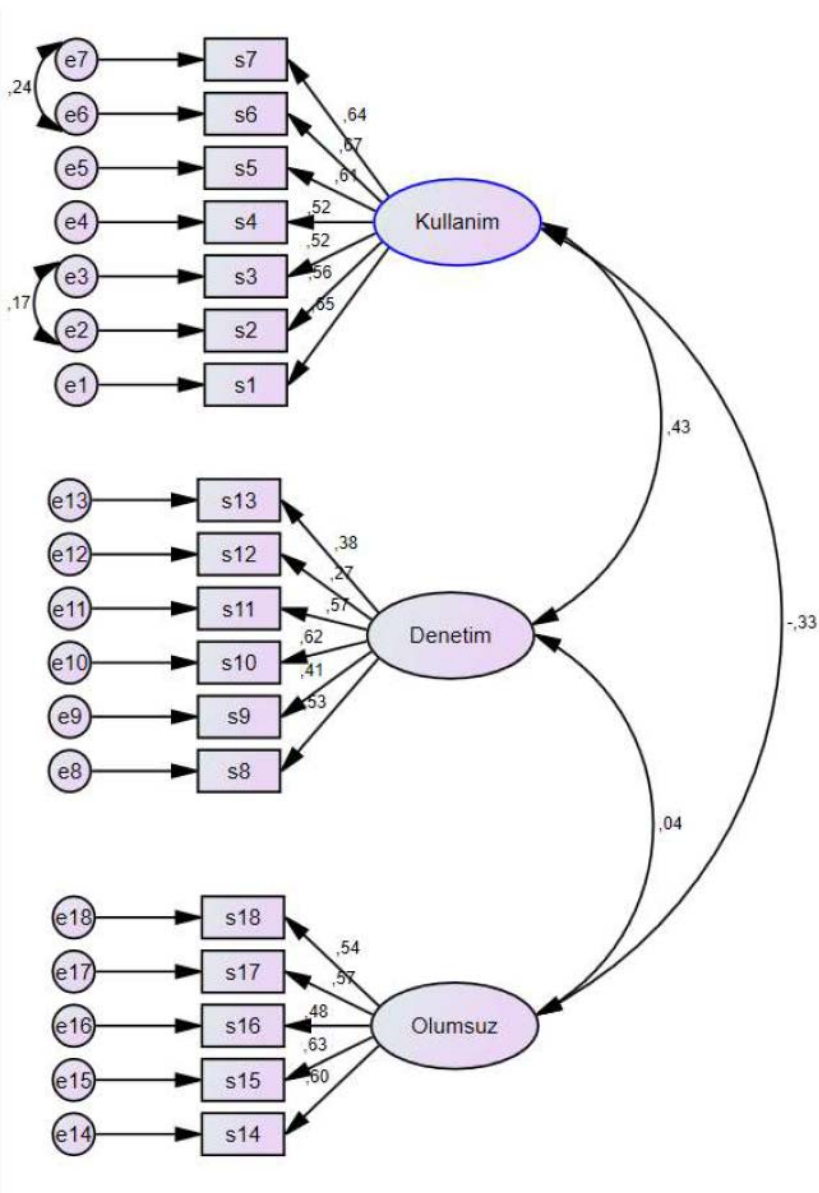 e7 s7
,24
,64
e6 s6
,67
e5 s5
,61
e4 s4
,52
Kullanim
,52
e3 s3
,56
,17
,65
e2 s2
e1 s1
,43
e13 s13
,38
e12 s12
,27
e11 s11
,57
Denetim
,62
e10 s10
,41
,53
e9 s9
e8 s8
-,33
,04
e18 s18
,54
e17 s17
,57
e16 s16
,48
Olumsuz
,63
e15 s15
,60
e14 s14